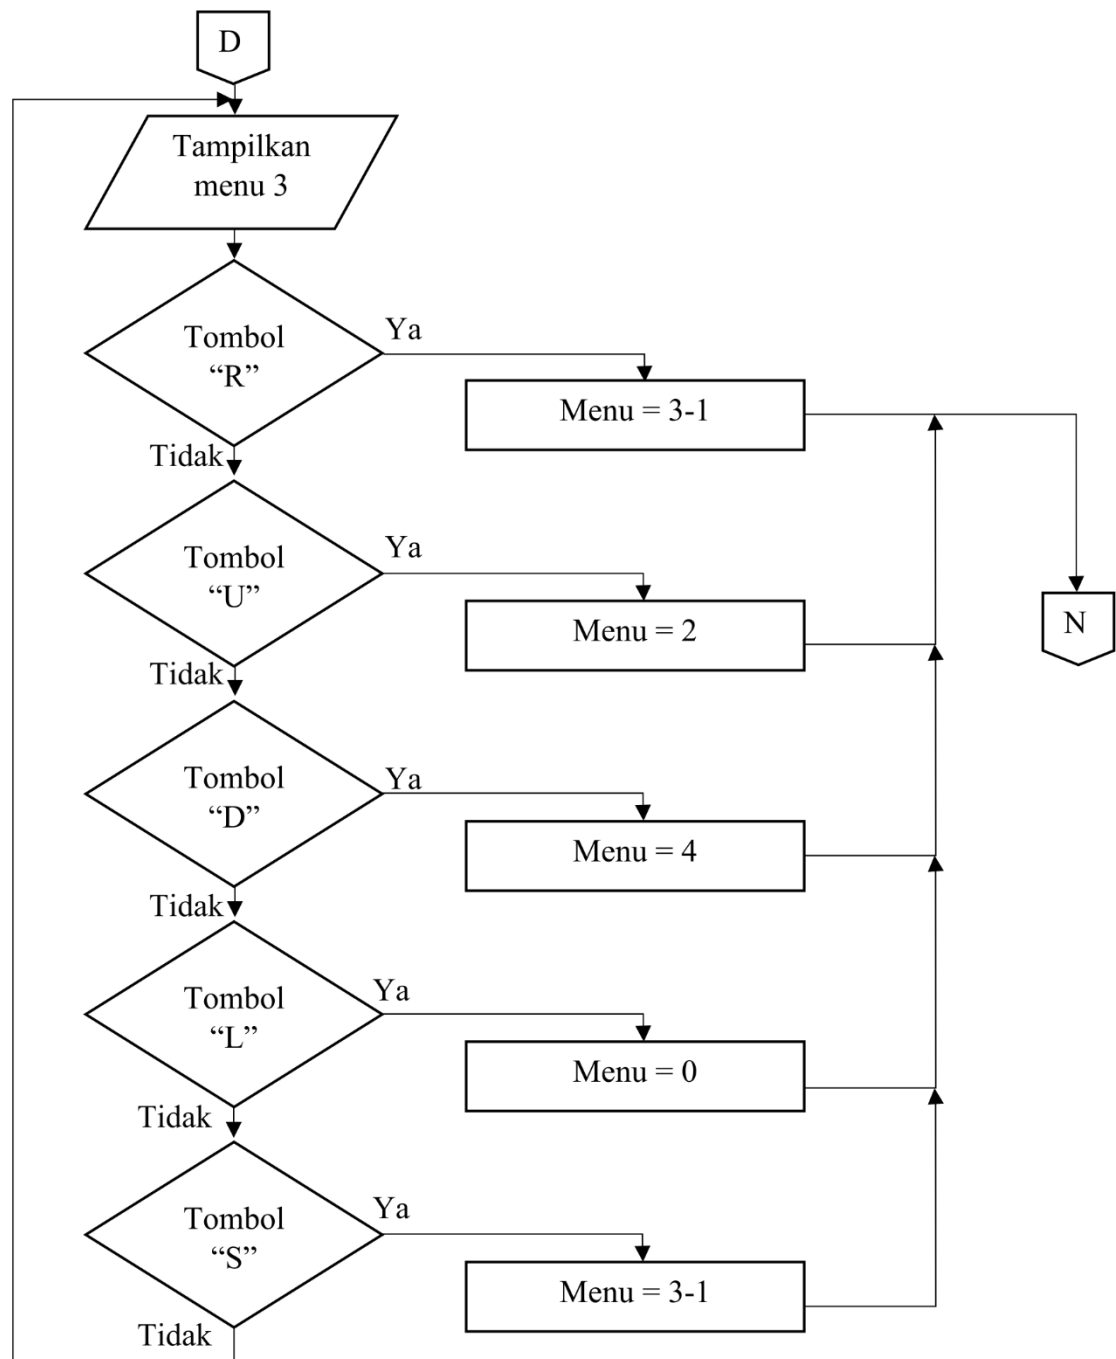 D
Tampilkan
menu 3
Tombol
“R”
Ya
Menu = 3-1
Tidak
Tombol
“U”
Ya
Menu = 2
N
Tidak
Tombol
“D”
Ya
Menu = 4
Tidak
Tombol
“L”
Ya
Menu = 0
Tidak
Tombol
“S”
Ya
Menu = 3-1
Tidak